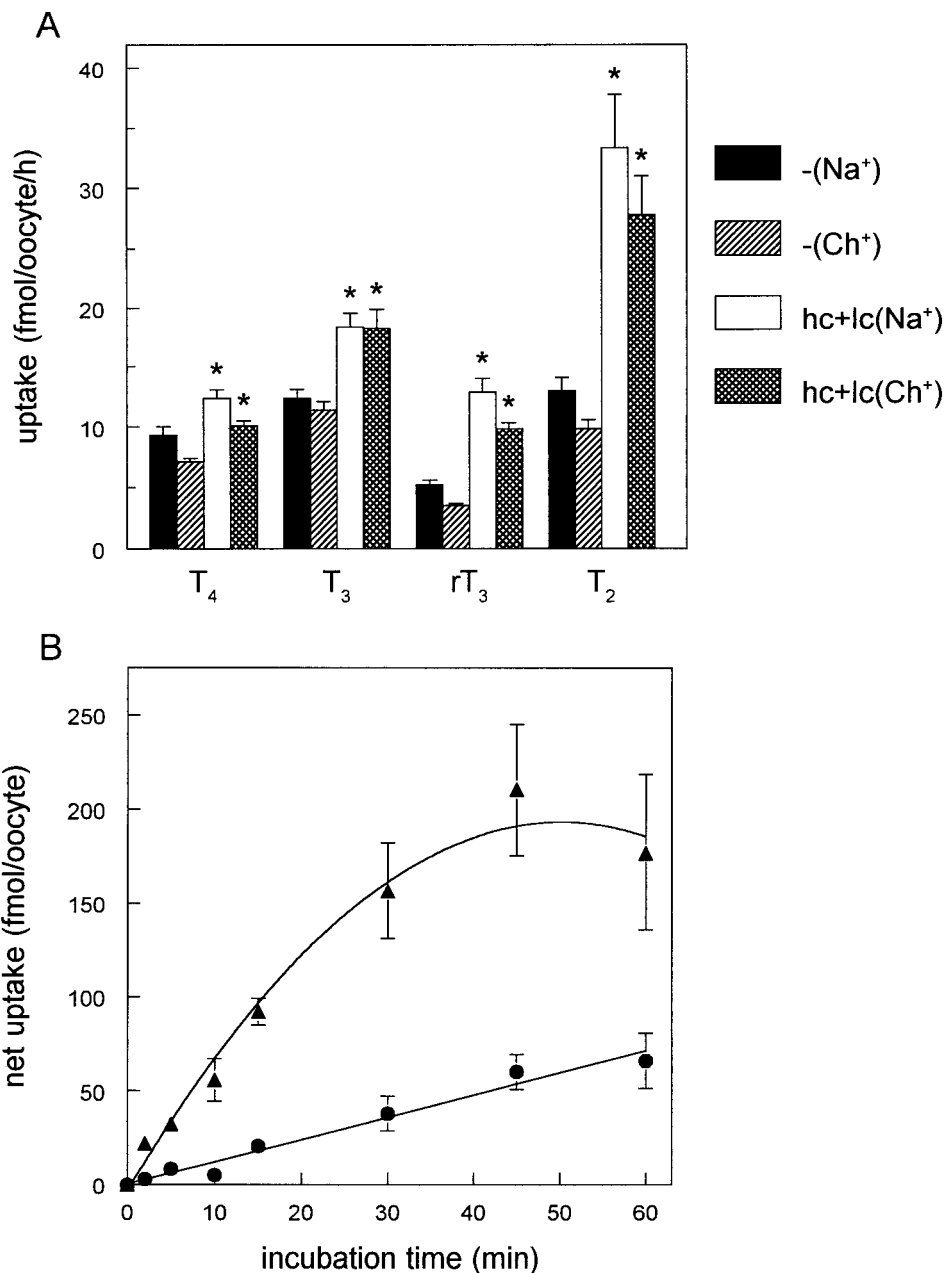 A
40
30
20
10
0
uptake (fmol/oocyte/h)
* * * * * * * *
T₄ T₃ rT₃ T₂
-(Na⁺)
-(Ch⁺)
hc+lc(Na⁺)
hc+lc(Ch⁺)
B
250
200
150
100
50
0
net uptake (fmol/oocyte)
0 10 20 30 40 50 60
incubation time (min)